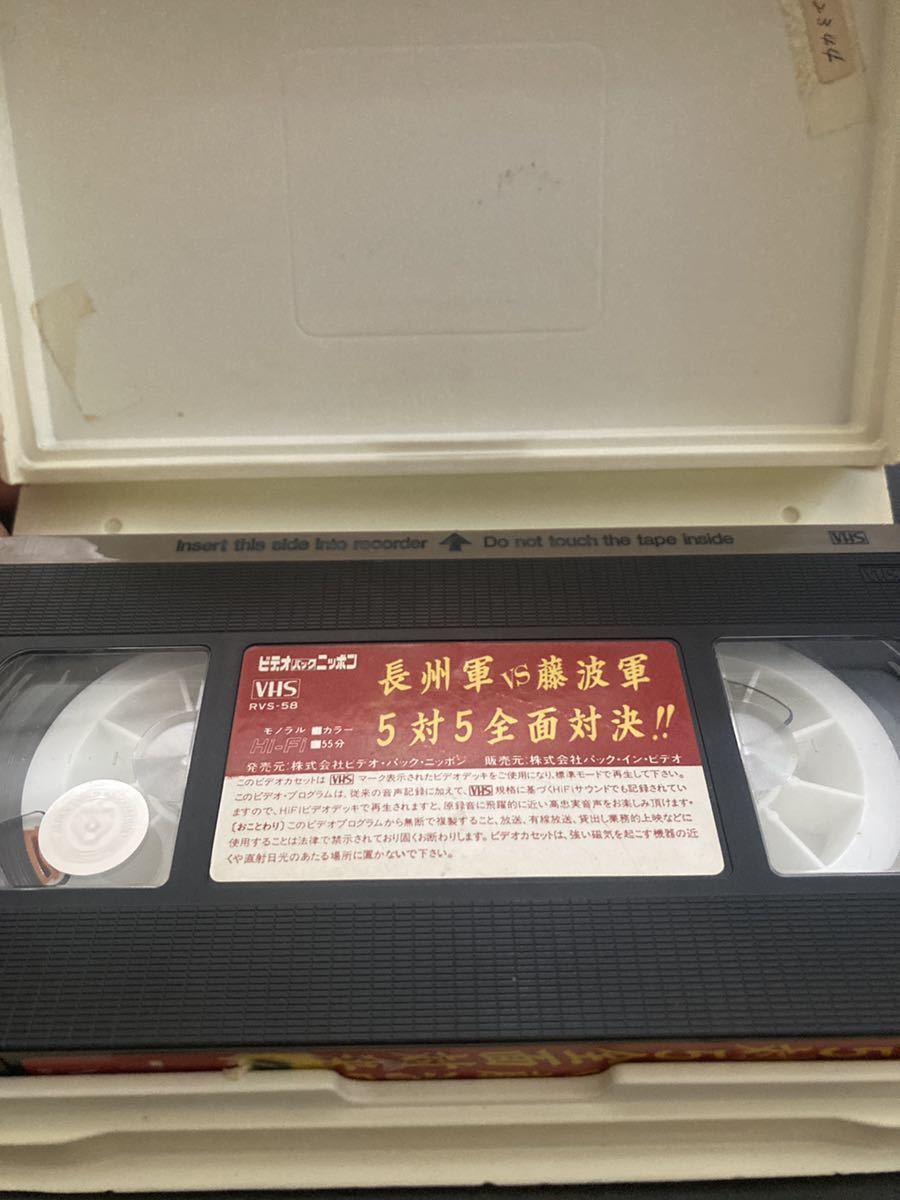 2344
Insert this side into recorder ↑ Do not touch the tape inside VHS
VHS
ビデオパックニッポン
VHS
RVS-58
モノラル ■カラー
Hi-Fi ■55分
長州軍VS藤波軍
5対5全面対決!!
発売元:株式会社ビデオ・パック・ニッポン 販売元:株式会社パック・イン・ビデオ
このビデオカセットは VHS マーク表示されたビデオデッキをご使用になり、標準モードで再生して下さい。
このビデオ・プログラムは、従来の音声記録に加えて、VHS 規格に基づくHiFiサウンドでも記録されてい
ますので、HiFiビデオデッキで再生されますと、原録音に飛躍的に近い高忠実音声をお楽しみ頂けます・
〔おことわり〕このビデオプログラムから無断で複製すること、放送、有線放送、貸出し業務的上映などに
使用することは法律で禁示されており固くお断わりします。ビデオカセットは、強い磁気を起こす機器の近
くや直射日光のあたる場所に置かないで下さい。